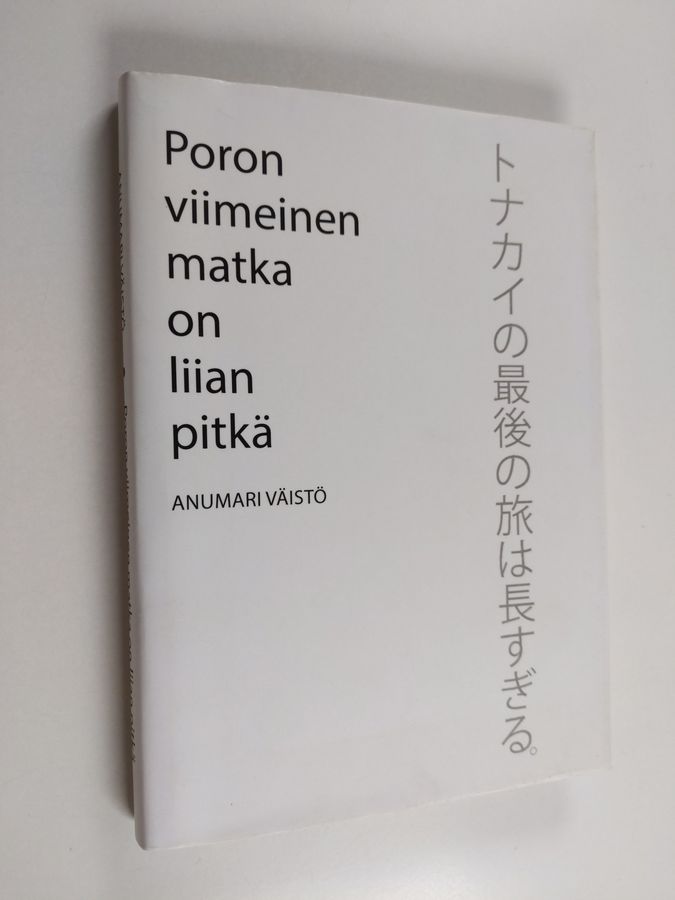 Poron
viimeinen
matka
on
liian
pitkä
ANUMARI VÄISTÖ
トナカイの最後の旅は長すぎる。